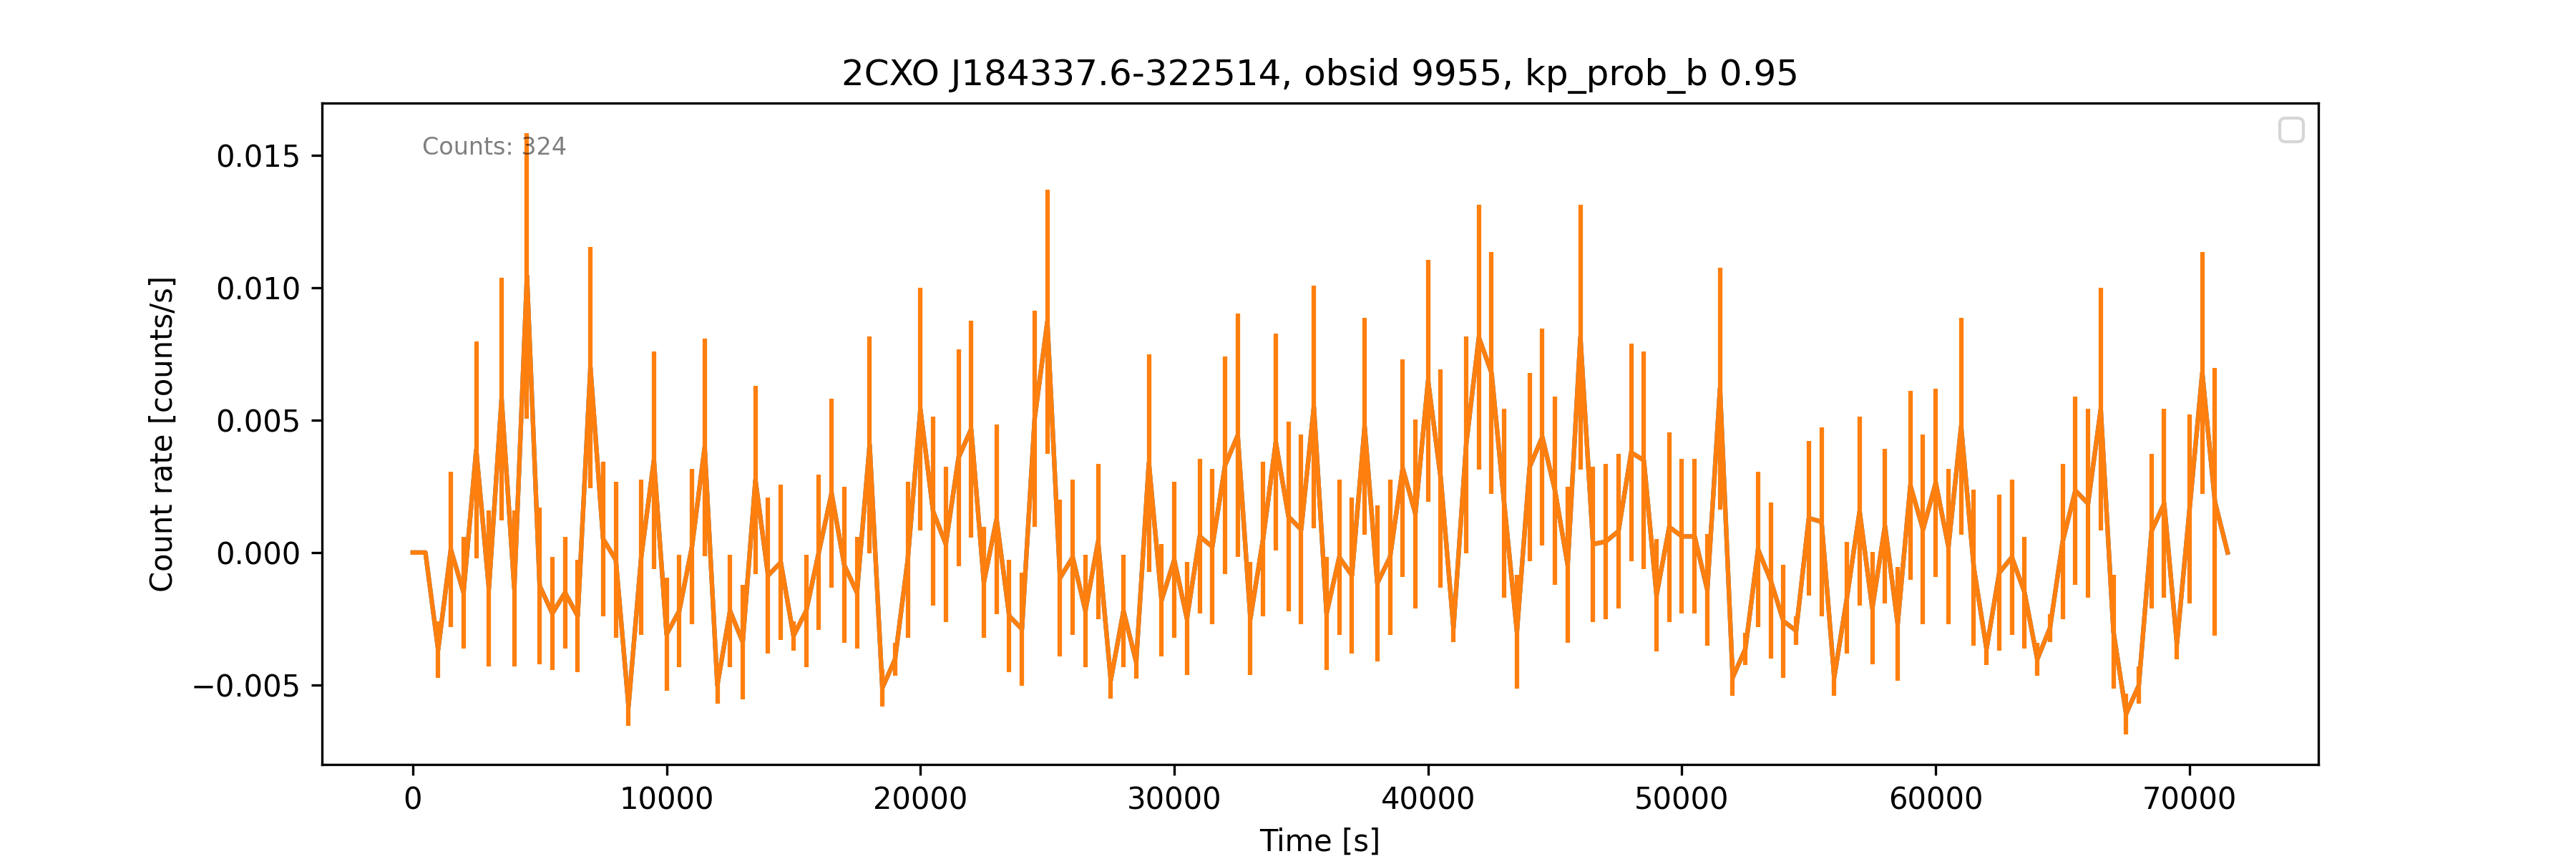 2CXO J184337.6-322514, obsid 9955, kp_prob_b 0.95
Counts: 324
Count rate [counts/s]
0.015
0.010
0.005
0.000
−0.005
0 10000 20000 30000 40000 50000 60000 70000
Time [s]